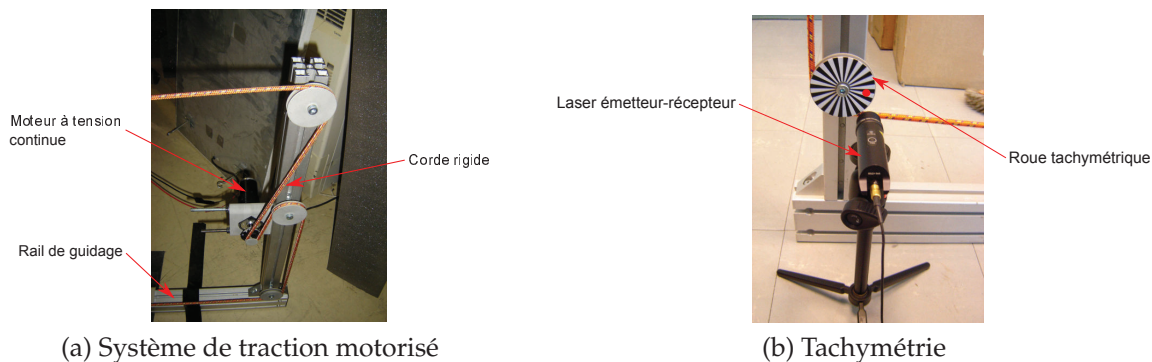 Moteur à tension
continue
Corde rigide
Rail de guidage
(a) Système de traction motorisé
Laser émetteur-récepteur
Roue tachymétrique
(b) Tachymétrie